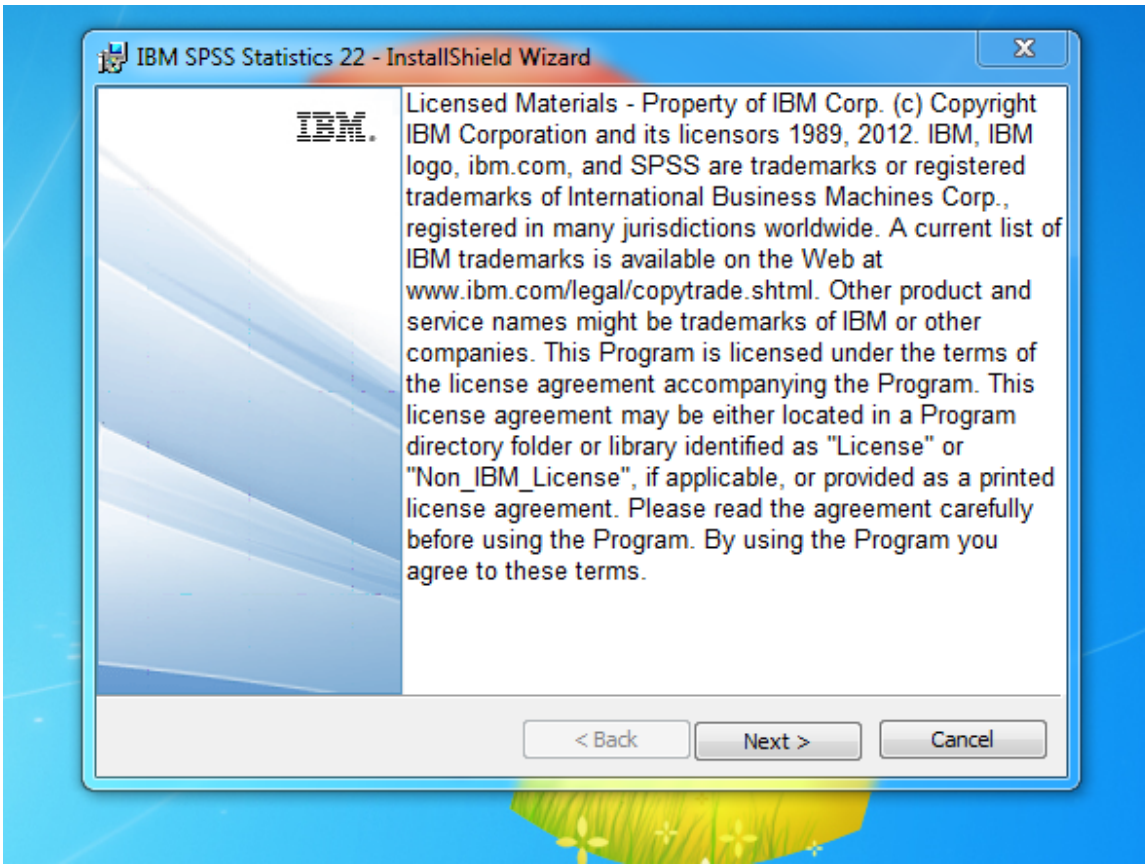 IBM SPSS Statistics 22 - InstallShield Wizard
IBM.
Licensed Materials - Property of IBM Corp. (c) Copyright
IBM Corporation and its licensors 1989, 2012. IBM, IBM
logo, ibm.com, and SPSS are trademarks or registered
trademarks of International Business Machines Corp.,
registered in many jurisdictions worldwide. A current list of
IBM trademarks is available on the Web at
www.ibm.com/legal/copytrade.shtml. Other product and
service names might be trademarks of IBM or other
companies. This Program is licensed under the terms of
the license agreement accompanying the Program. This
license agreement may be either located in a Program
directory folder or library identified as "License" or
"Non_IBM_License", if applicable, or provided as a printed
license agreement. Please read the agreement carefully
before using the Program. By using the Program you
agree to these terms.
< Back Next > Cancel